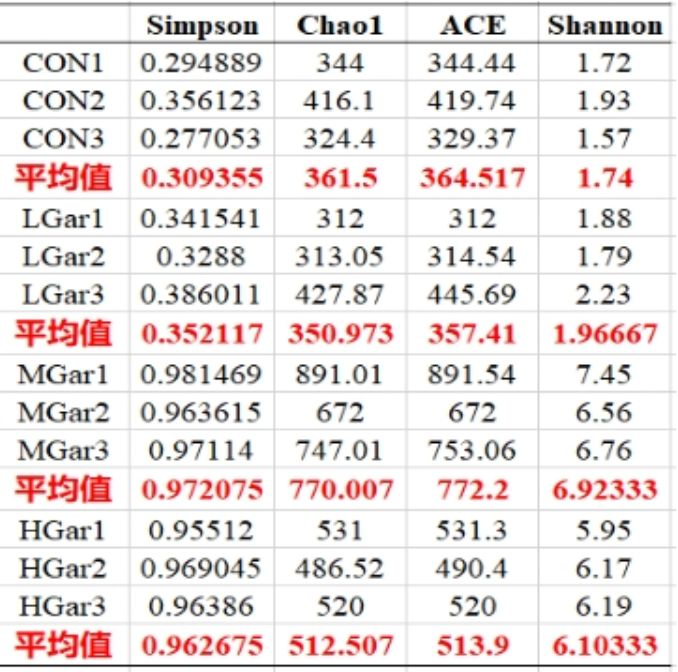 Simpson Chao1 ACE Shannon
CON1 0.294889 344 344.44 1.72
CON2 0.356123 416.1 419.74 1.93
CON3 0.277053 324.4 329.37 1.57
平均值 0.309355 361.5 364.517 1.74
LGar1 0.341541 312 312 1.88
LGar2 0.3288 313.05 314.54 1.79
LGar3 0.386011 427.87 445.69 2.23
平均值 0.352117 350.973 357.41 1.96667
MGar1 0.981469 891.01 891.54 7.45
MGar2 0.963615 672 672 6.56
MGar3 0.97114 747.01 753.06 6.76
平均值 0.972075 770.007 772.2 6.92333
HGar1 0.95512 531 531.3 5.95
HGar2 0.969045 486.52 490.4 6.17
HGar3 0.96386 520 520 6.19
平均值 0.962675 512.507 513.9 6.10333